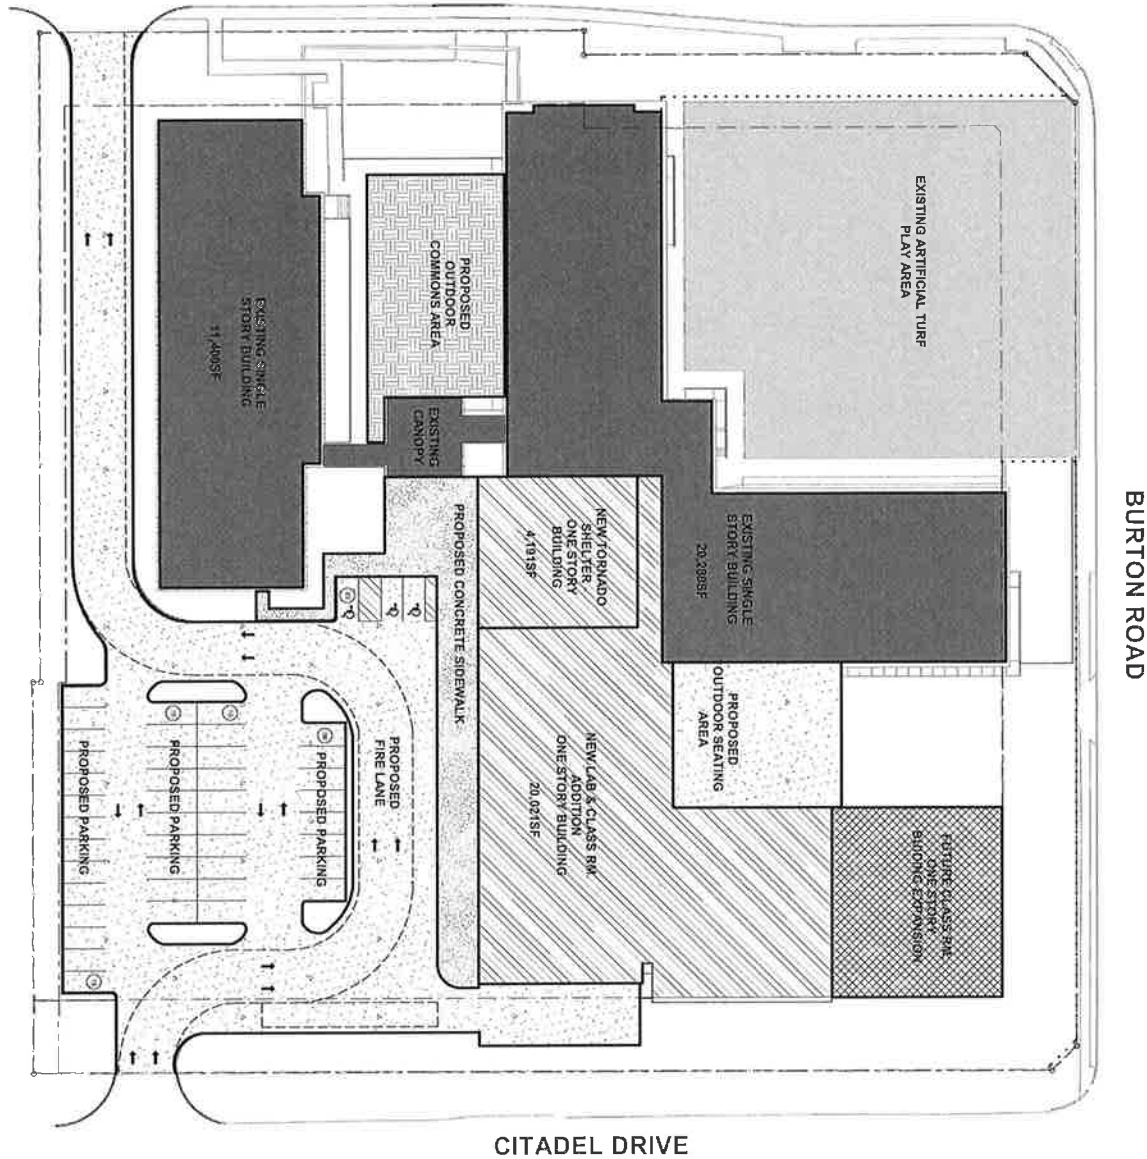 EXISTING ARTIFICIAL TURF
PLAY AREA
BURTON ROAD
PROPOSED
OUTDOOR
COMMONS AREA
EXISTING SINGLE
STORY BUILDING
11,400SF
EXISTING
CANOPY
NEW TORNADO
SHELTER
ONE STORY
BUILDING
4,191SF
EXISTING SINGLE
STORY BUILDING
PROPOSED CONCRETE SIDEWALK
PROPOSED
OUTDOOR SEATING
AREA
NEW LAB & CLASS RM
ADDITION
ONE STORY BUILDING
20,021SF
FUTURE CLASS RM
ONE STORY
BUILDING EXPANSION
PROPOSED
FIRE LANE
PROPOSED PARKING
PROPOSED PARKING
PROPOSED PARKING
CITADEL DRIVE